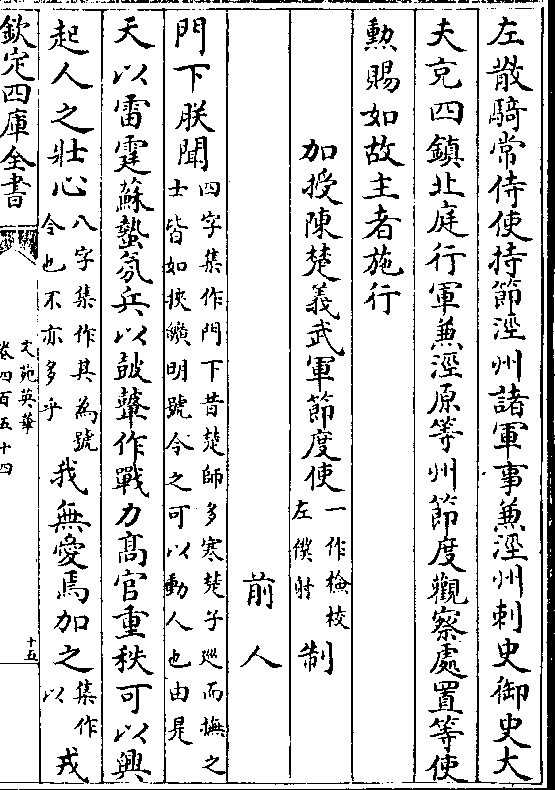 左散騎常侍使持節涇州諸軍事兼涇州刺史御史大
夫充四鎮北庭行軍兼涇原等州節度觀察處置等使
勲賜如故主者施行
加授陳楚義武軍節度使一作檢校左僕射制
前人
門下朕聞四字集作門下昔楚師多寒楚子廵而撫之士皆如挾纊明號令之可以動人也由是
天以雷霆蘇蟄氛兵以鼓鼙作戰力髙官重秩可以興
起人之壯心八字集作其為號令也不亦多乎我無愛焉加之集作以戎
欽定四庫全書
文苑英華
卷四百五十四
十五